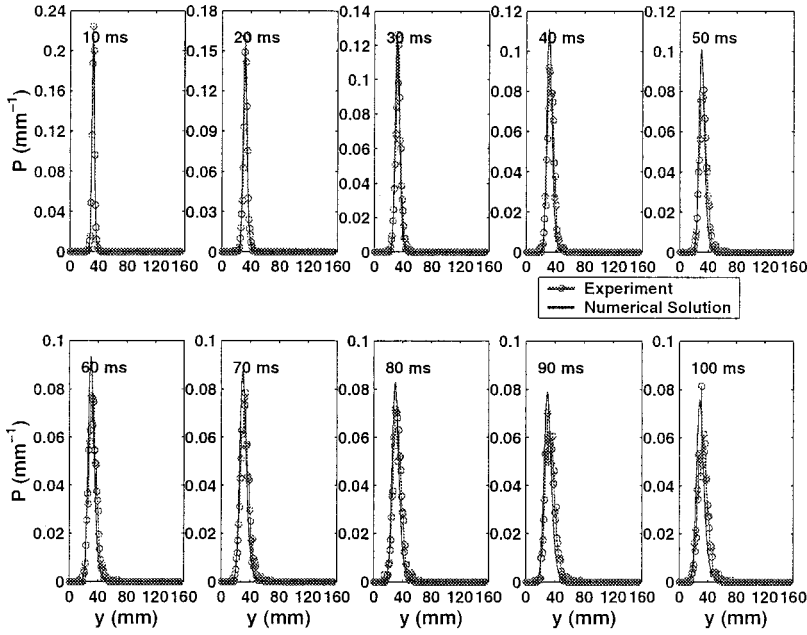 0.24 0.18 0.14 0.12 0.12
10 ms 20 ms 30 ms 40 ms 50 ms
0.20 0.15 0.12 0.1 0.1
0.16 0.12 0.1 0.08 0.08
0.08
0.12 0.09 0.06 0.06
0.06
0.08 0.06 0.04 0.04
0.04
0.04 0.03 0.02 0.02 0.02
0 0 0 0 0
P (mm⁻¹)
0 40 80 120 160 0 40 80 120 160 0 40 80 120 160 0 40 80 120 160 0 40 80 120 160
Experiment
Numerical Solution
0.1 0.1 0.1 0.1 0.1
60 ms 70 ms 80 ms 90 ms 100 ms
0.08 0.08 0.08 0.08 0.08
0.06 0.06 0.06 0.06 0.06
0.04 0.04 0.04 0.04 0.04
0.02 0.02 0.02 0.02 0.02
0 0 0 0 0
P (mm⁻¹)
0 40 80 120 160 0 40 80 120 160 0 40 80 120 160 0 40 80 120 160 0 40 80 120 160
y (mm) y (mm) y (mm) y (mm) y (mm)